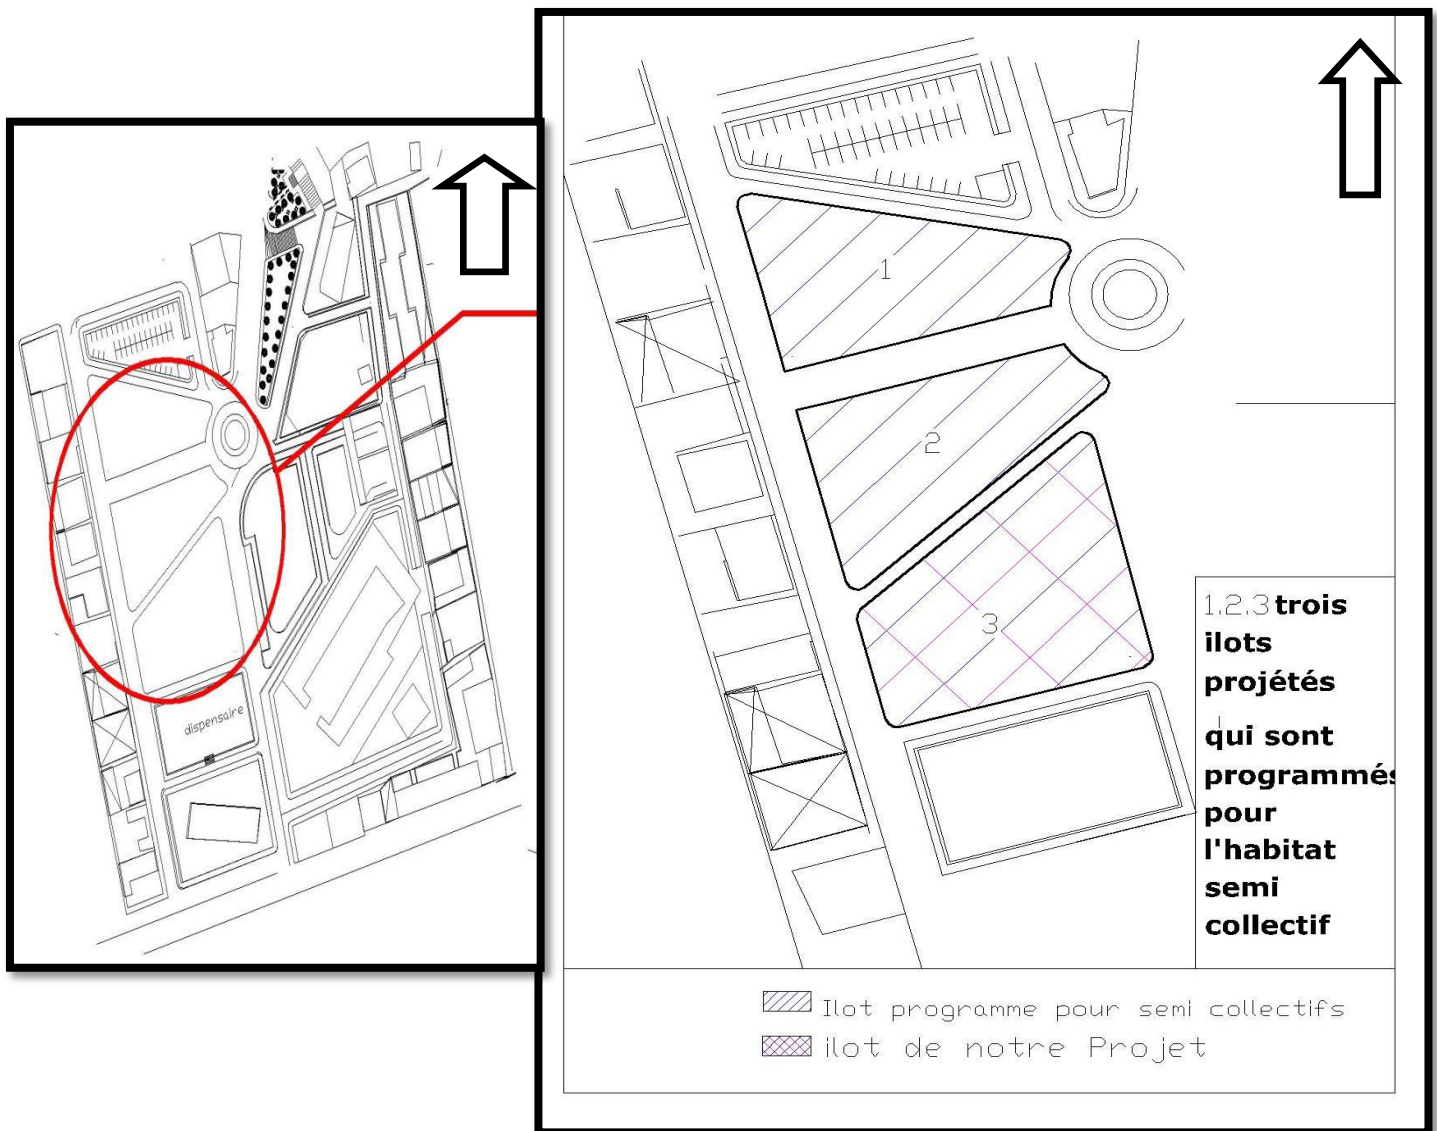 dispensaire
1
2
3
1.2.3 trois
ilots
projétés
qui sont
programmés
pour
l'habitat
semi
collectif
Ilot programme pour semi collectifs
ilot de notre Projet